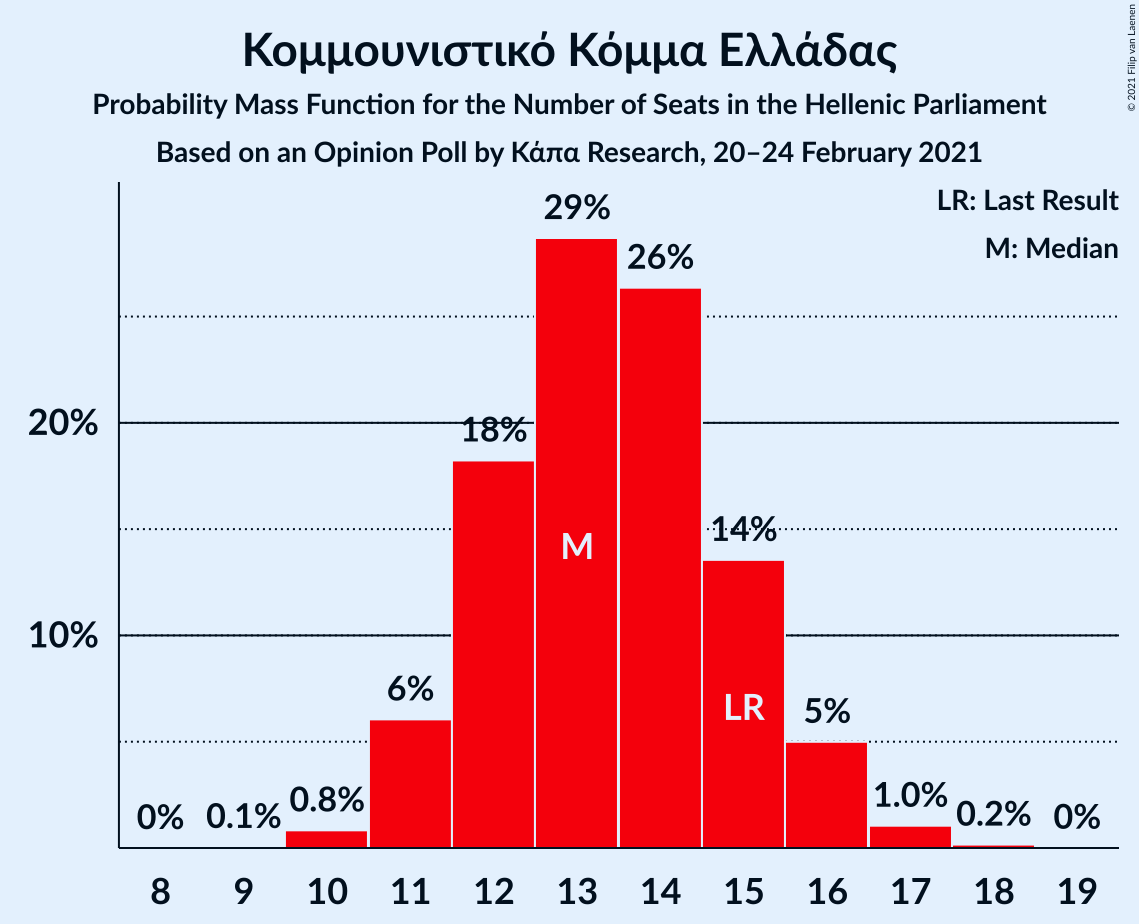 Κομμουνιστικό Κόμμα Ελλάδας
Probability Mass Function for the Number of Seats in the Hellenic Parliament
Based on an Opinion Poll by Κάπα Research, 20–24 February 2021
© 2021 Filip van Laenen
LR: Last Result
M: Median
29%
26%
20%
18%
14%
M
10%
6%
LR
5%
0%
0.1%
0.8%
1.0%
0.2%
0%
8 9 10 11 12 13 14 15 16 17 18 19